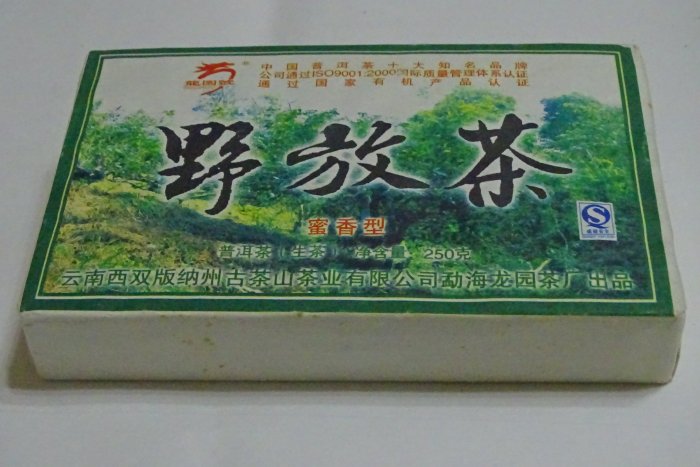 龍園號
®
中国普洱茶十大知名品牌
公司通过ISO9001:2000国际质量管理体系认证
通过国家有机产品认证
野放茶
蜜香型
普洱茶(生茶) 净含量:250克
云南西双版纳州古茶山茶业有限公司勐海龙园茶厂出品